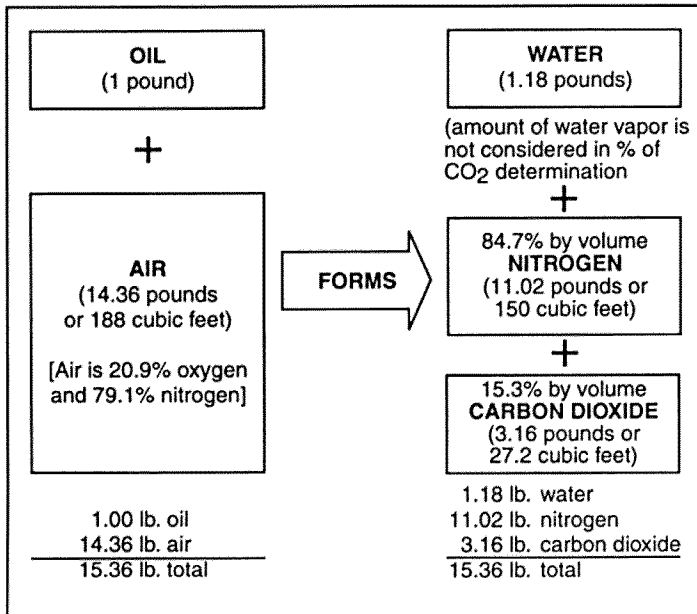 OIL
(1 pound)
+
AIR
(14.36 pounds
or 188 cubic feet)
[Air is 20.9% oxygen
and 79.1% nitrogen]
1.00 lb. oil
14.36 lb. air
15.36 lb. total
FORMS
WATER
(1.18 pounds)
(amount of water vapor is
not considered in % of
CO2 determination
+
84.7% by volume
NITROGEN
(11.02 pounds or
150 cubic feet)
+
15.3% by volume
CARBON DIOXIDE
(3.16 pounds or
27.2 cubic feet)
1.18 lb. water
11.02 lb. nitrogen
3.16 lb. carbon dioxide
15.36 lb. total